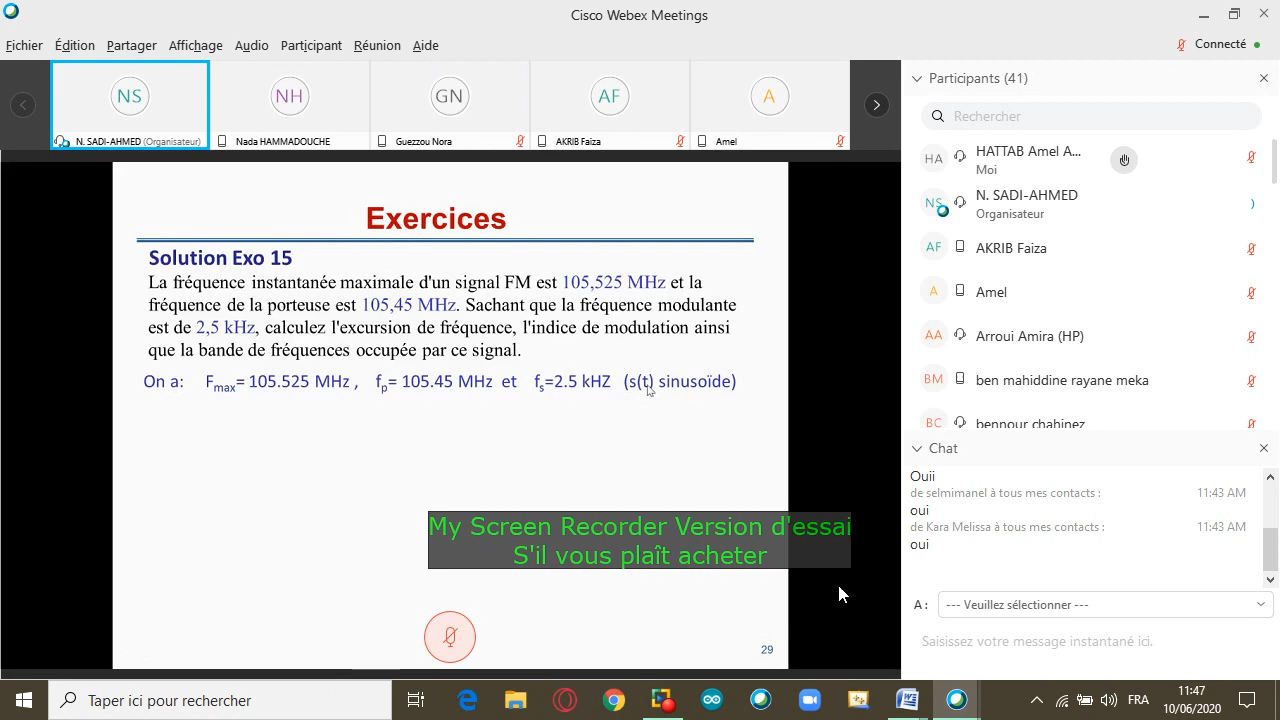 Cisco Webex Meetings
Fichier Édition Partager Affichage Audio Participant Réunion Aide
Connecté
NS
NH
GN
AF
A
N. SADI-AHMED (Organisateur)
Nada HAMMADOUCHE
Guezzou Nora
AKRIB Faiza
Amel
Exercices
Solution Exo 15
La fréquence instantanée maximale d'un signal FM est 105,525 MHz et la
fréquence de la porteuse est 105,45 MHz. Sachant que la fréquence modulante
est de 2,5 kHz, calculez l'excursion de fréquence, l'indice de modulation ainsi
que la bande de fréquences occupée par ce signal.
On a: Fmax= 105.525 MHz , fp= 105.45 MHz et fs=2.5 kHZ (s(t) sinusoïde)
My Screen Recorder Version d'essai
S'il vous plaît acheter
29
Participants (41)
Rechercher
HA HATTAB Amel A...
Moi
NS N. SADI-AHMED
Organisateur
AF AKRIB Faiza
A Amel
AA Arroui Amira (HP)
BM ben mahiddine rayane meka
BC bennour chahinez
Chat
Ouii
de selmimanel à tous mes contacts : 11:43 AM
oui
de Kara Melissa à tous mes contacts : 11:43 AM
oui
A : --- Veuillez sélectionner ---
Saisissez votre message instantané ici.
Taper ici pour rechercher
FRA
11:47
10/06/2020